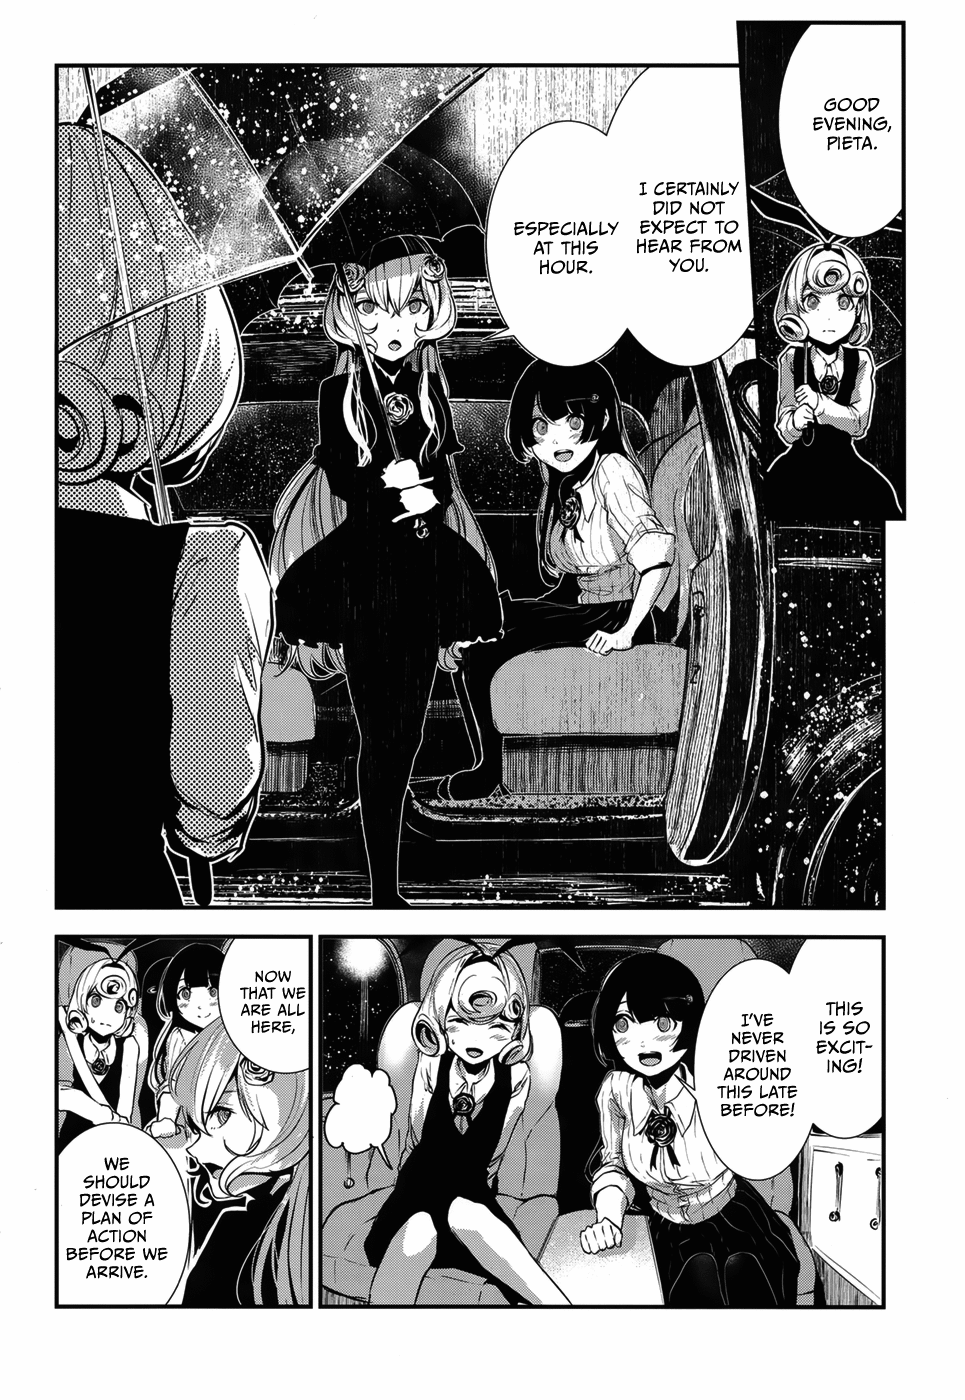 GOOD
EVENING,
PIETA.
I CERTAINLY
DID NOT
EXPECT TO
HEAR FROM
YOU.
ESPECIALLY
AT THIS
HOUR.
THIS
IS SO
EXCIT-
ING!
I'VE
NEVER
DRIVEN
AROUND
THIS LATE
BEFORE!
NOW
THAT WE
ARE ALL
HERE,
WE
SHOULD
DEVISE A
PLAN OF
ACTION
BEFORE WE
ARRIVE.